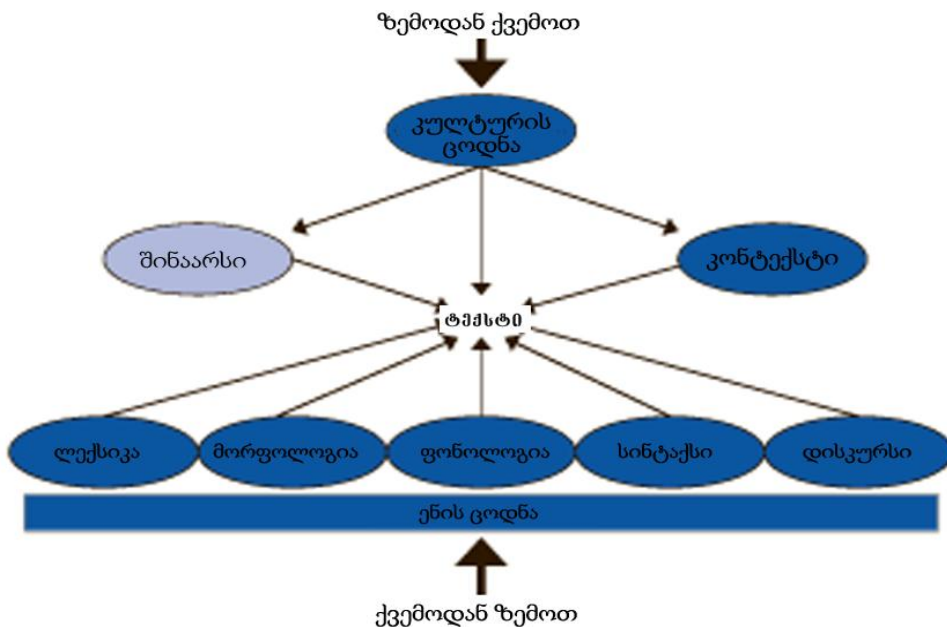 ზემოდან ქვემოთ
კულტურის
ცოდნა
შინაარსი
კონტექსტი
ტექსტი
ლექსიკა
მორფოლოგია
ფონოლოგია
სინტაქსი
დისკურსი
ენის ცოდნა
ქვემოდან ზემოთ